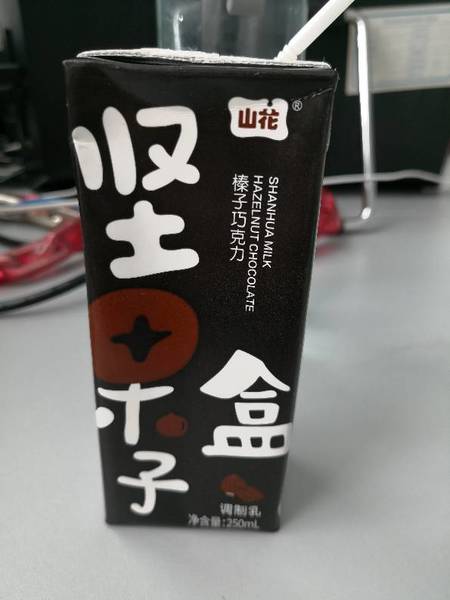 山花®
坚果子
盒
SHANHUA MILK
HAZELNUT CHOCOLATE
榛子巧克力
调制乳
净含量:250mL